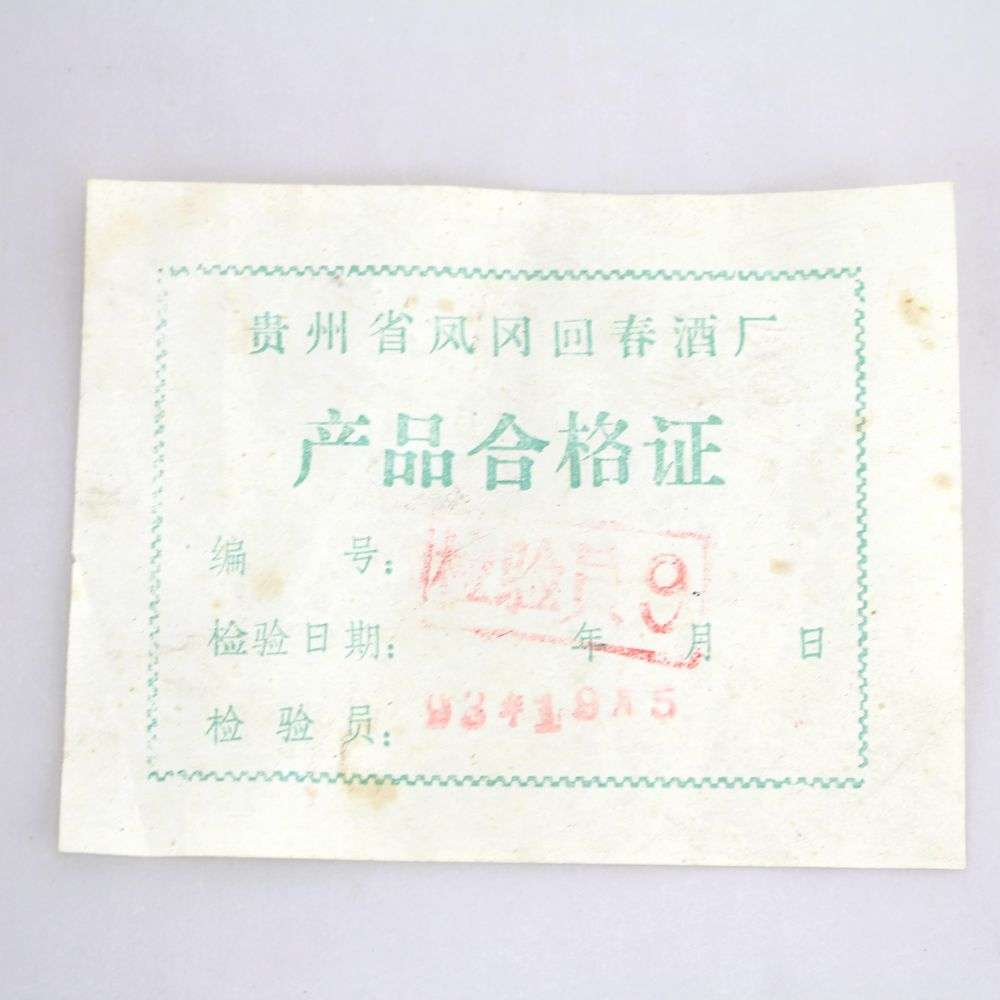 贵州省凤冈回春酒厂
产品合格证
编 号:
检验员 9
检验日期: 年 月 日
检验员: